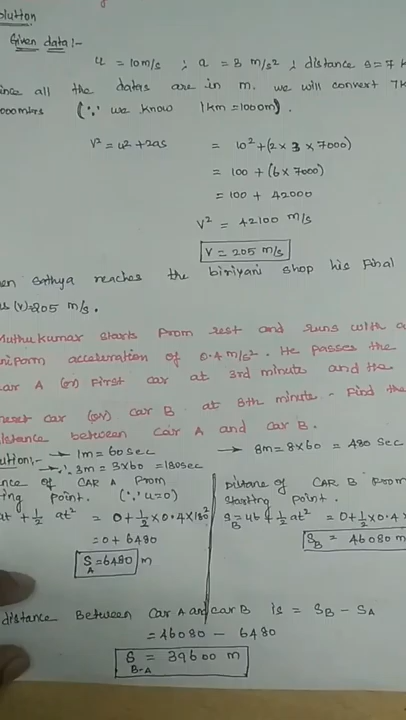 olution
Given data:-
u = 10m/s ; a = 3 m/s² ; distance s=7 k
ince all the datas are in m. we will convert 7k
000mtrs (∵ we know 1km=1000m)
V² = u²+2as = 10²+(2×3×7000)
= 100 + (6×7000)
= 100 + 42000
V² = 42100 m/s
V = 205 m/s
en sathya reaches the biriyani shop his final
is (v)=205 m/s.
Muthukumar starts from rest and runs with a
niform acceleration of 0.4 m/s². He passes the
car A (or) first car at 3rd minute and the
next car (or) car B at 8th minute. Find the
distance between car A and car B.
ution:- → 1m=60sec → 8m=8×60 = 480 sec
→ ∴ 3m=3×60=180sec
nce of CAR A from
ting point. (∵ u=0)
ut + 1/2 at² = 0+1/2×0.4×180²
= 0+6480
S_A = 6480 m
Distane of CAR B from
starting point.
S_B = ut + 1/2 at² = 0+1/2×0.4×
S_B = 46080 m
distance Between Car A and car B is = S_B - S_A
= 46080 - 6480
S_B-A = 39600 m